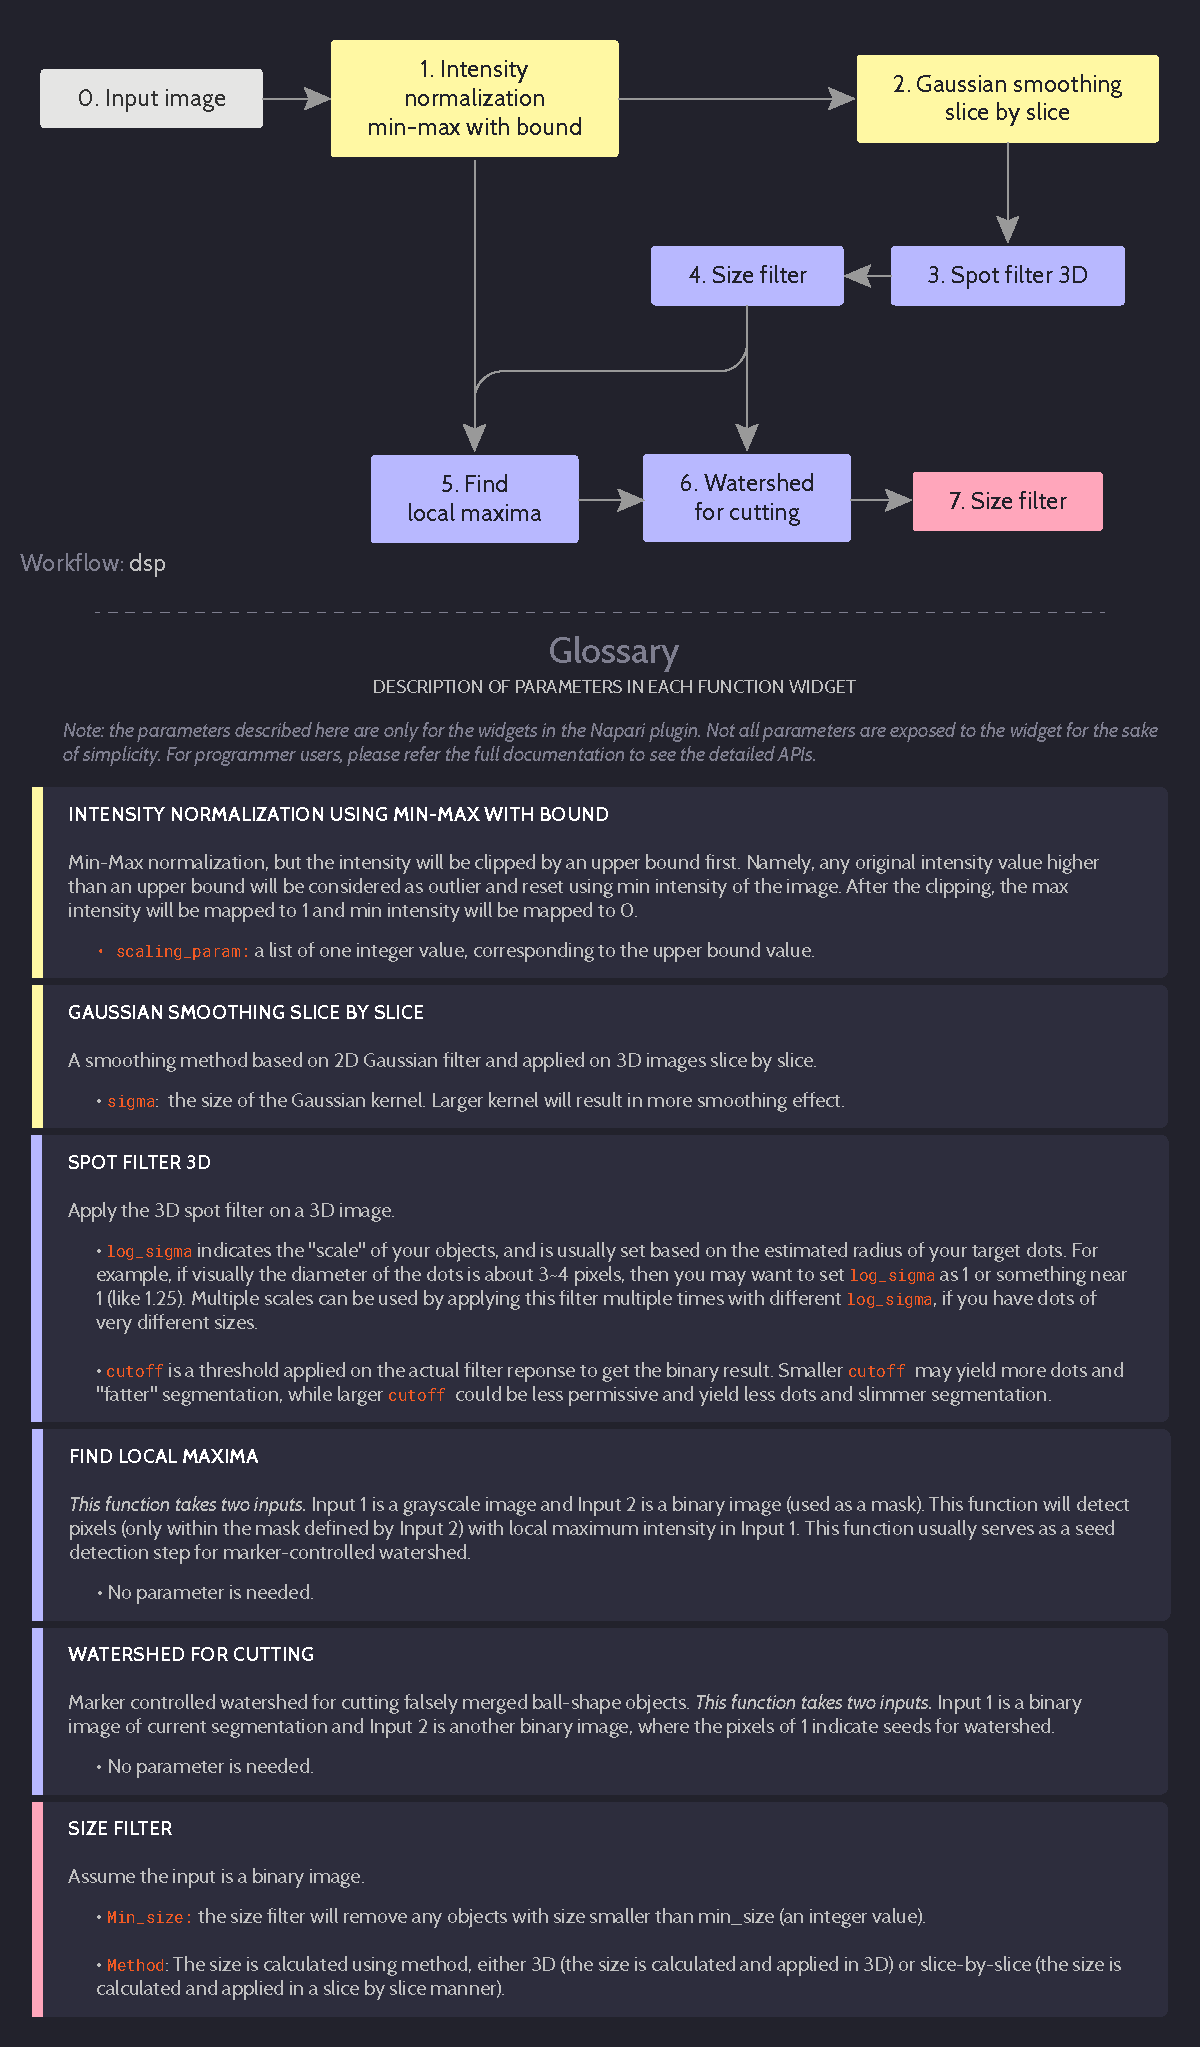 0. Input image
1. Intensity
normalization
min-max with bound
2. Gaussian smoothing
slice by slice
4. Size filter
3. Spot filter 3D
5. Find
local maxima
6. Watershed
for cutting
7. Size filter
Workflow: dsp
Glossary
DESCRIPTION OF PARAMETERS IN EACH FUNCTION WIDGET
Note: the parameters described here are only for the widgets in the Napari plugin. Not all parameters are exposed to the widget for the sake
of simplicity. For programmer users, please refer the full documentation to see the detailed APIs.
INTENSITY NORMALIZATION USING MIN-MAX WITH BOUND
Min-Max normalization, but the intensity will be clipped by an upper bound first. Namely, any original intensity value higher
than an upper bound will be considered as outlier and reset using min intensity of the image. After the clipping, the max
intensity will be mapped to 1 and min intensity will be mapped to 0.
• scaling_param: a list of one integer value, corresponding to the upper bound value.
GAUSSIAN SMOOTHING SLICE BY SLICE
A smoothing method based on 2D Gaussian filter and applied on 3D images slice by slice.
• sigma: the size of the Gaussian kernel. Larger kernel will result in more smoothing effect.
SPOT FILTER 3D
Apply the 3D spot filter on a 3D image.
• log_sigma indicates the "scale" of your objects, and is usually set based on the estimated radius of your target dots. For
example, if visually the diameter of the dots is about 3~4 pixels, then you may want to set log_sigma as 1 or something near
1 (like 1.25). Multiple scales can be used by applying this filter multiple times with different log_sigma, if you have dots of
very different sizes.
• cutoff is a threshold applied on the actual filter reponse to get the binary result. Smaller cutoff may yield more dots and
"fatter" segmentation, while larger cutoff could be less permissive and yield less dots and slimmer segmentation.
FIND LOCAL MAXIMA
This function takes two inputs. Input 1 is a grayscale image and Input 2 is a binary image (used as a mask). This function will detect
pixels (only within the mask defined by Input 2) with local maximum intensity in Input 1. This function usually serves as a seed
detection step for marker-controlled watershed.
• No parameter is needed.
WATERSHED FOR CUTTING
Marker controlled watershed for cutting falsely merged ball-shape objects. This function takes two inputs. Input 1 is a binary
image of current segmentation and Input 2 is another binary image, where the pixels of 1 indicate seeds for watershed.
• No parameter is needed.
SIZE FILTER
Assume the input is a binary image.
• Min_size: the size filter will remove any objects with size smaller than min_size (an integer value).
• Method: The size is calculated using method, either 3D (the size is calculated and applied in 3D) or slice-by-slice (the size is
calculated and applied in a slice by slice manner).